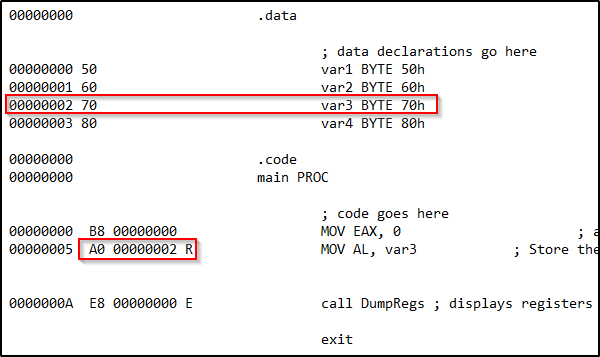 00000000 .data
; data declarations go here
00000000 50 var1 BYTE 50h
00000001 60 var2 BYTE 60h
00000002 70 var3 BYTE 70h
00000003 80 var4 BYTE 80h
00000000 .code
00000000 main PROC
; code goes here
00000000 B8 00000000 MOV EAX, 0 ; a
00000005 A0 00000002 R MOV AL, var3 ; Store the
0000000A E8 00000000 E call DumpRegs ; displays registers
exit